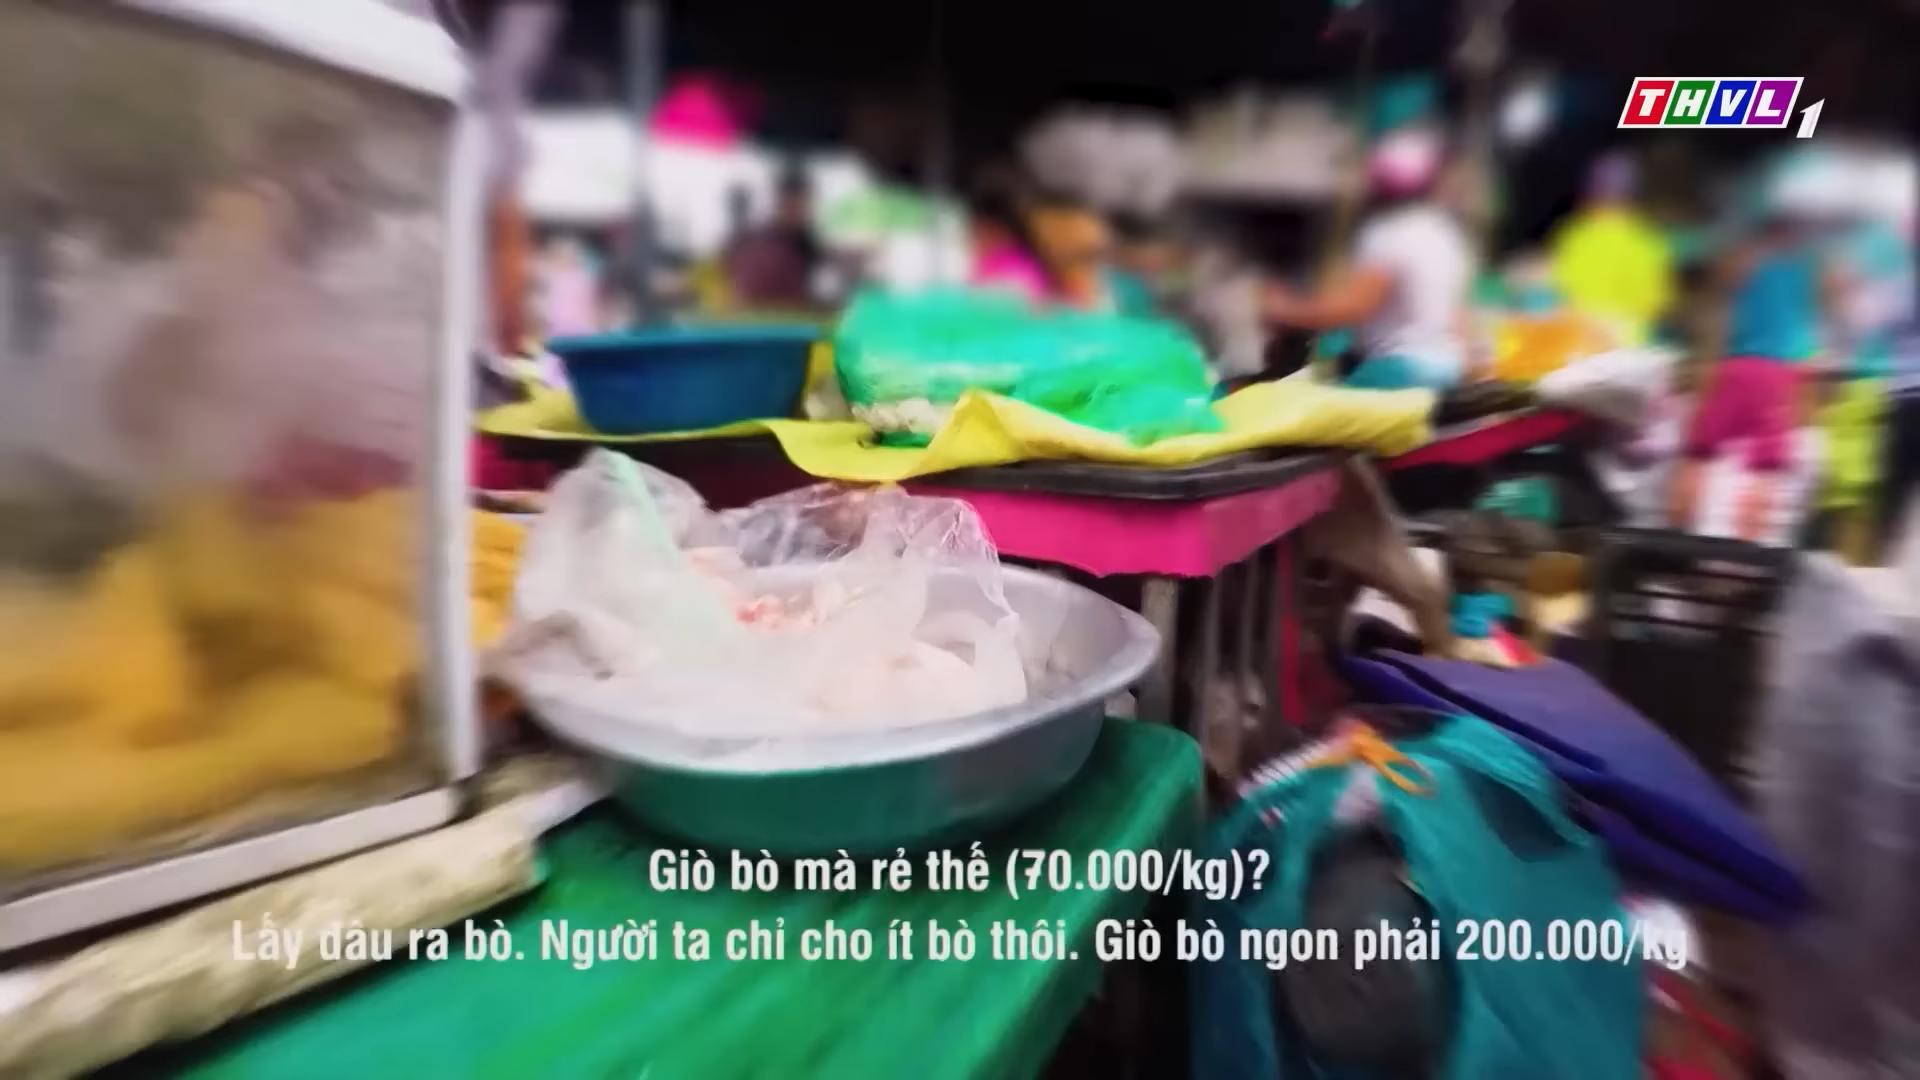 THVL1
Giò bò mà rẻ thế (70.000/kg)?
Lấy đâu ra bò. Người ta chỉ cho ít bò thôi. Giò bò ngon phải 200.000/kg